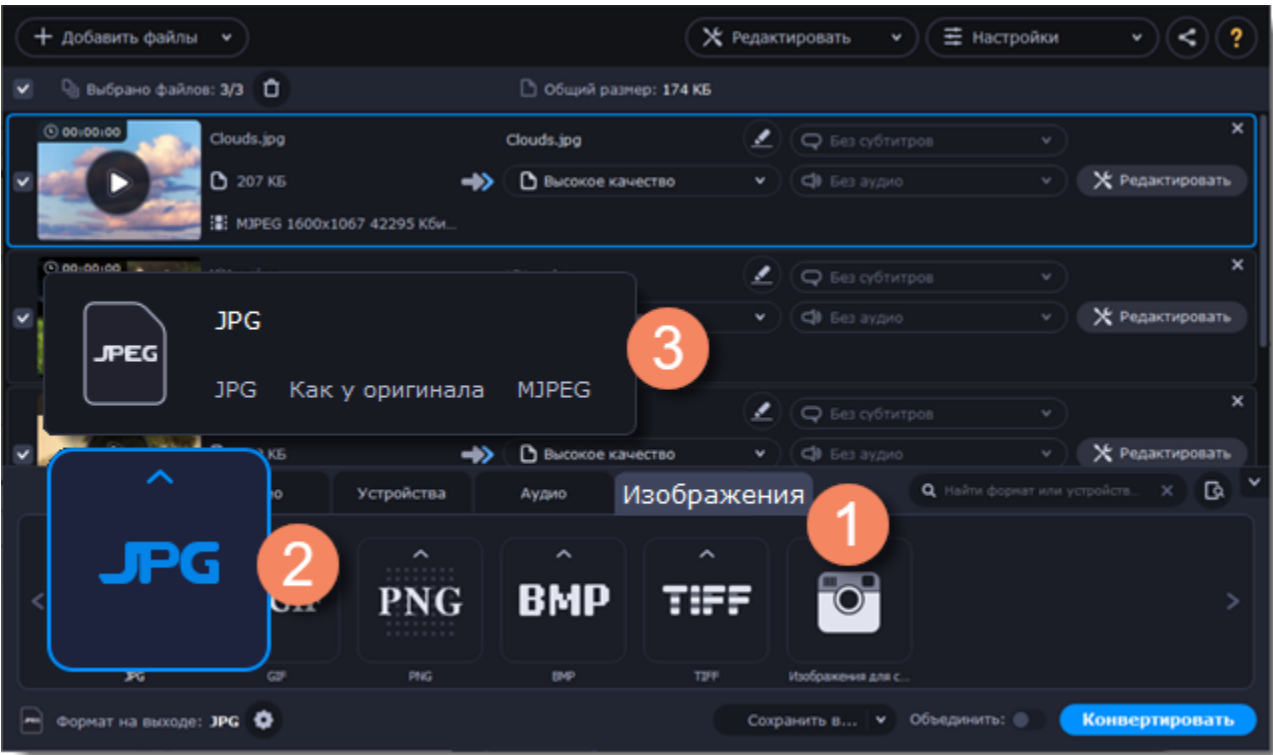 Добавить файлы
Редактировать
Настройки
?
Выбрано файлов: 3/3
Общий размер: 174 КБ
00:00:00
Clouds.jpg
Clouds.jpg
Без субтитров
207 КБ
Высокое качество
Без аудио
Редактировать
MJPEG 1600x1067 42295 Кби...
00:00:00
Без субтитров
JPG
JPEG
3
Без аудио
Редактировать
JPG Как у оригинала MJPEG
Без субтитров
КБ
Высокое качество
Без аудио
Редактировать
Устройства
Аудио
Изображения
1
Найти формат или устройств...
JPG
2
PNG
BMP
TIFF
JPG
GIF
PNG
BMP
TIFF
Изображения для с...
Формат на выходе: JPG
Сохранить в...
Объединить:
Конвертировать